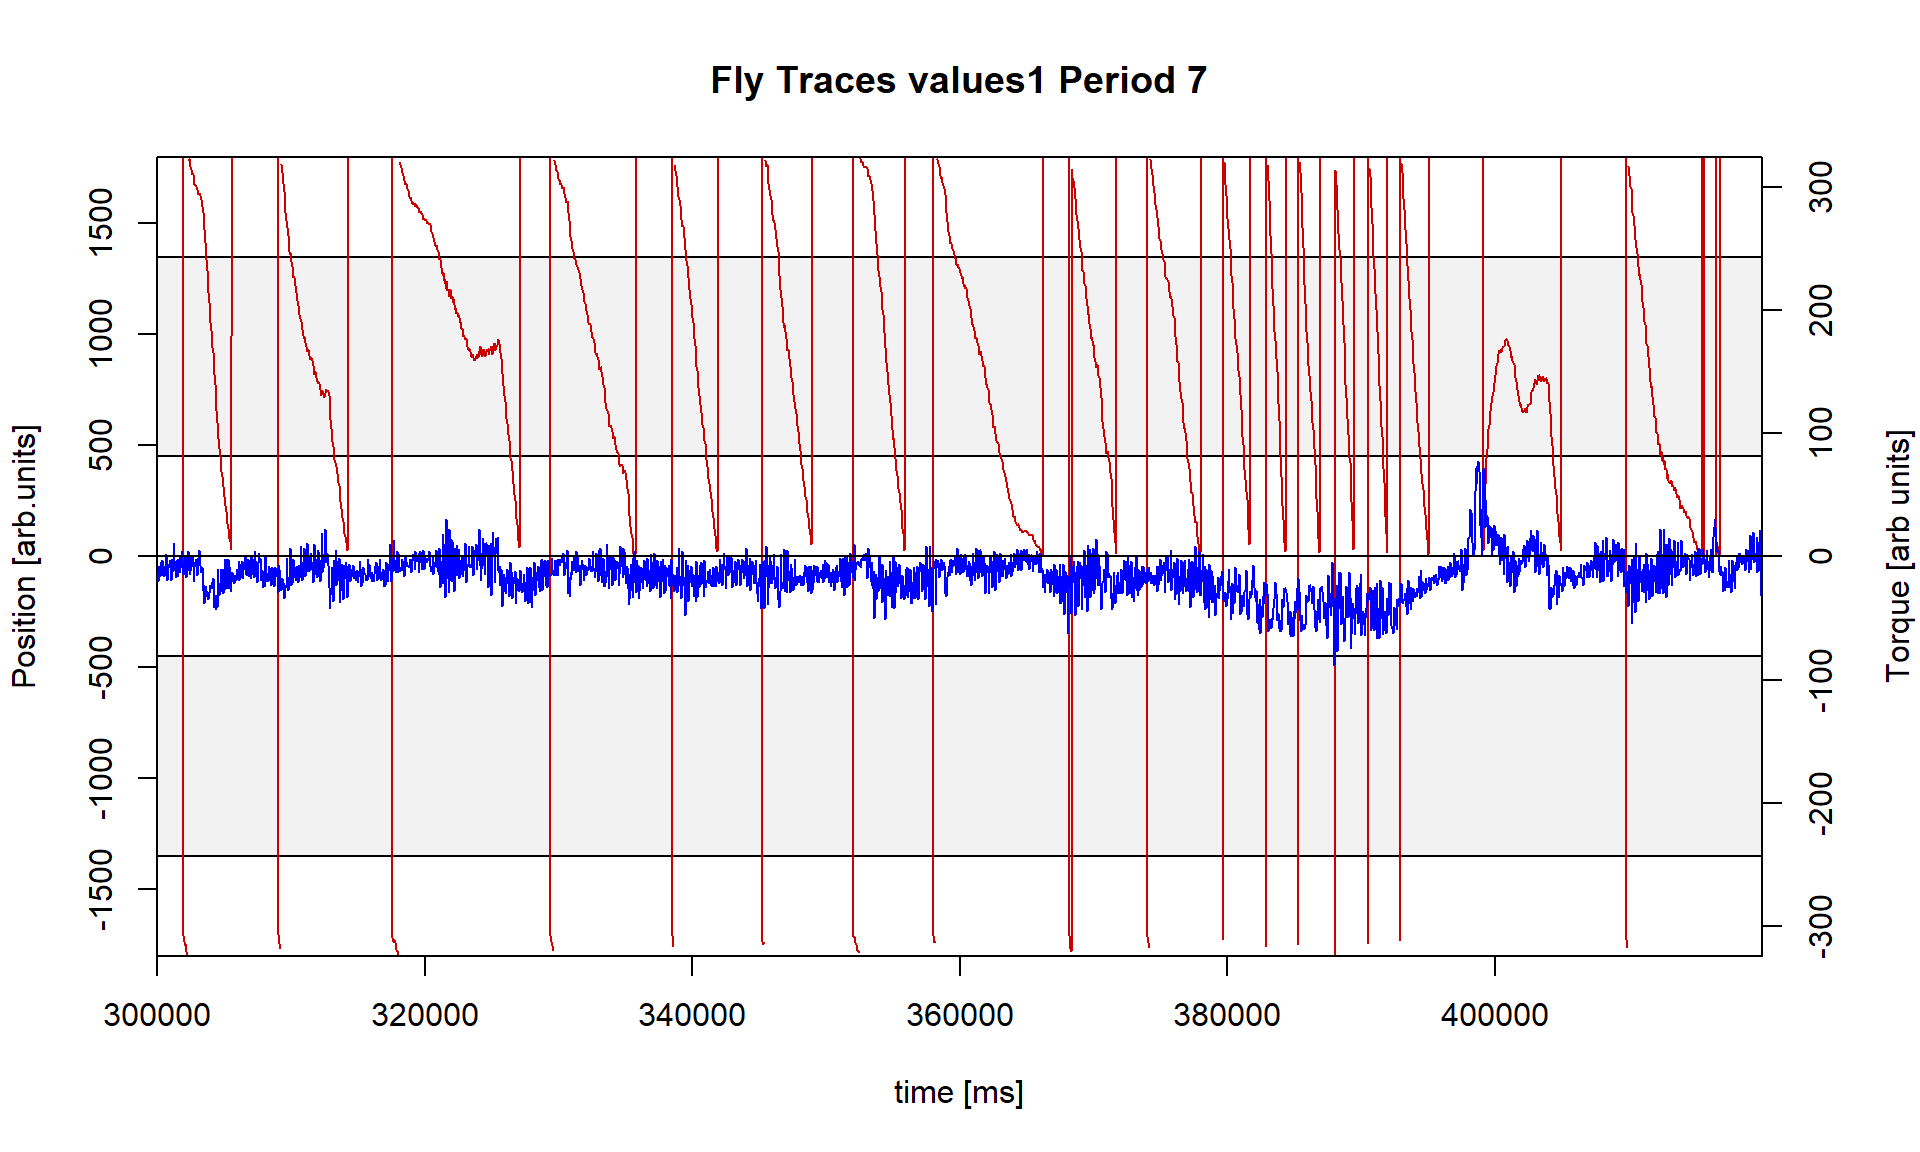 Fly Traces values1 Period 7
Position [arb.units]
1500
1000
500
0
-500
-1000
-1500
300
200
100
0
-100
-200
-300
Torque [arb units]
300000 320000 340000 360000 380000 400000
time [ms]